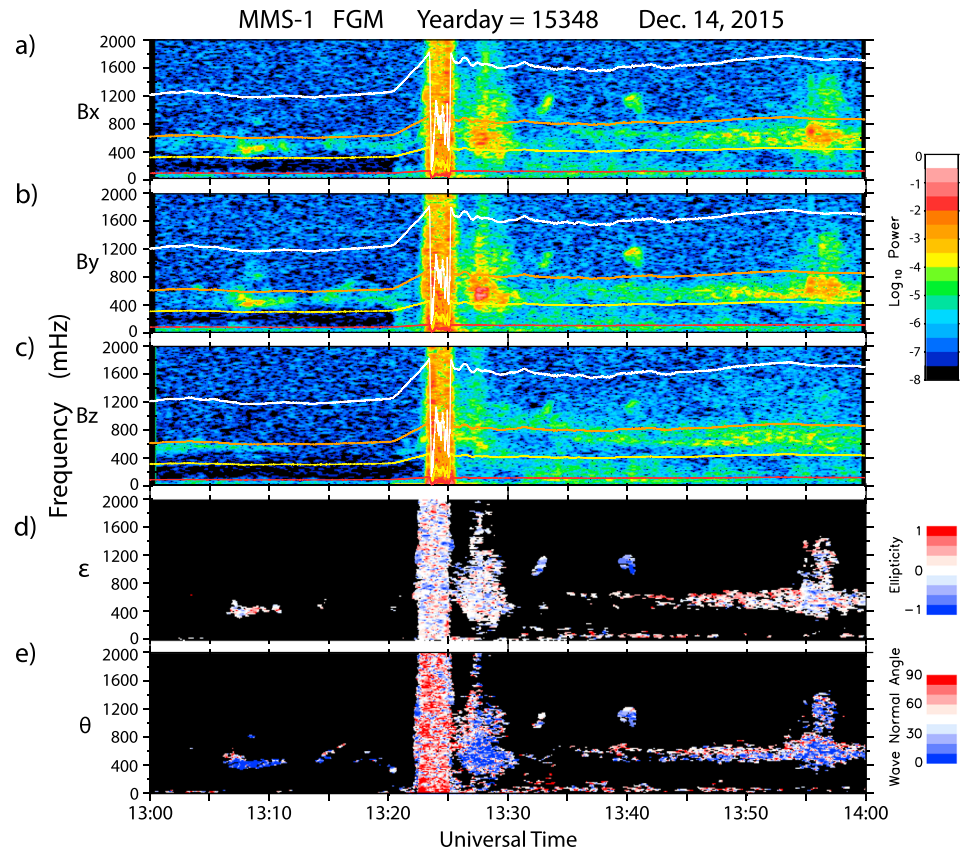 MMS-1 FGM Yearday = 15348 Dec. 14, 2015
a)
2000
1600
1200
800
400
0
Bx
b)
2000
1600
1200
800
400
0
By
c)
2000
1600
1200
800
400
0
Bz
Frequency (mHz)
d)
2000
1600
1200
800
400
0
ε
e)
2000
1600
1200
800
400
0
θ
13:00 13:10 13:20 13:30 13:40 13:50 14:00
Universal Time
0
-1
-2
-3
-4
-5
-6
-7
-8
Log₁₀ Power
1
0
-1
Ellipticity
90
60
30
0
Wave Normal Angle